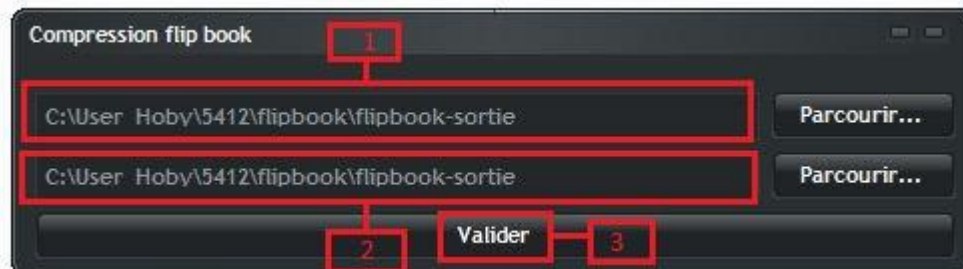 Compression flip book
1
C:\User Hoby\5412\flipbook\flipbook-sortie
Parcourir...
C:\User Hoby\5412\flipbook\flipbook-sortie
Parcourir...
Valider
2
3